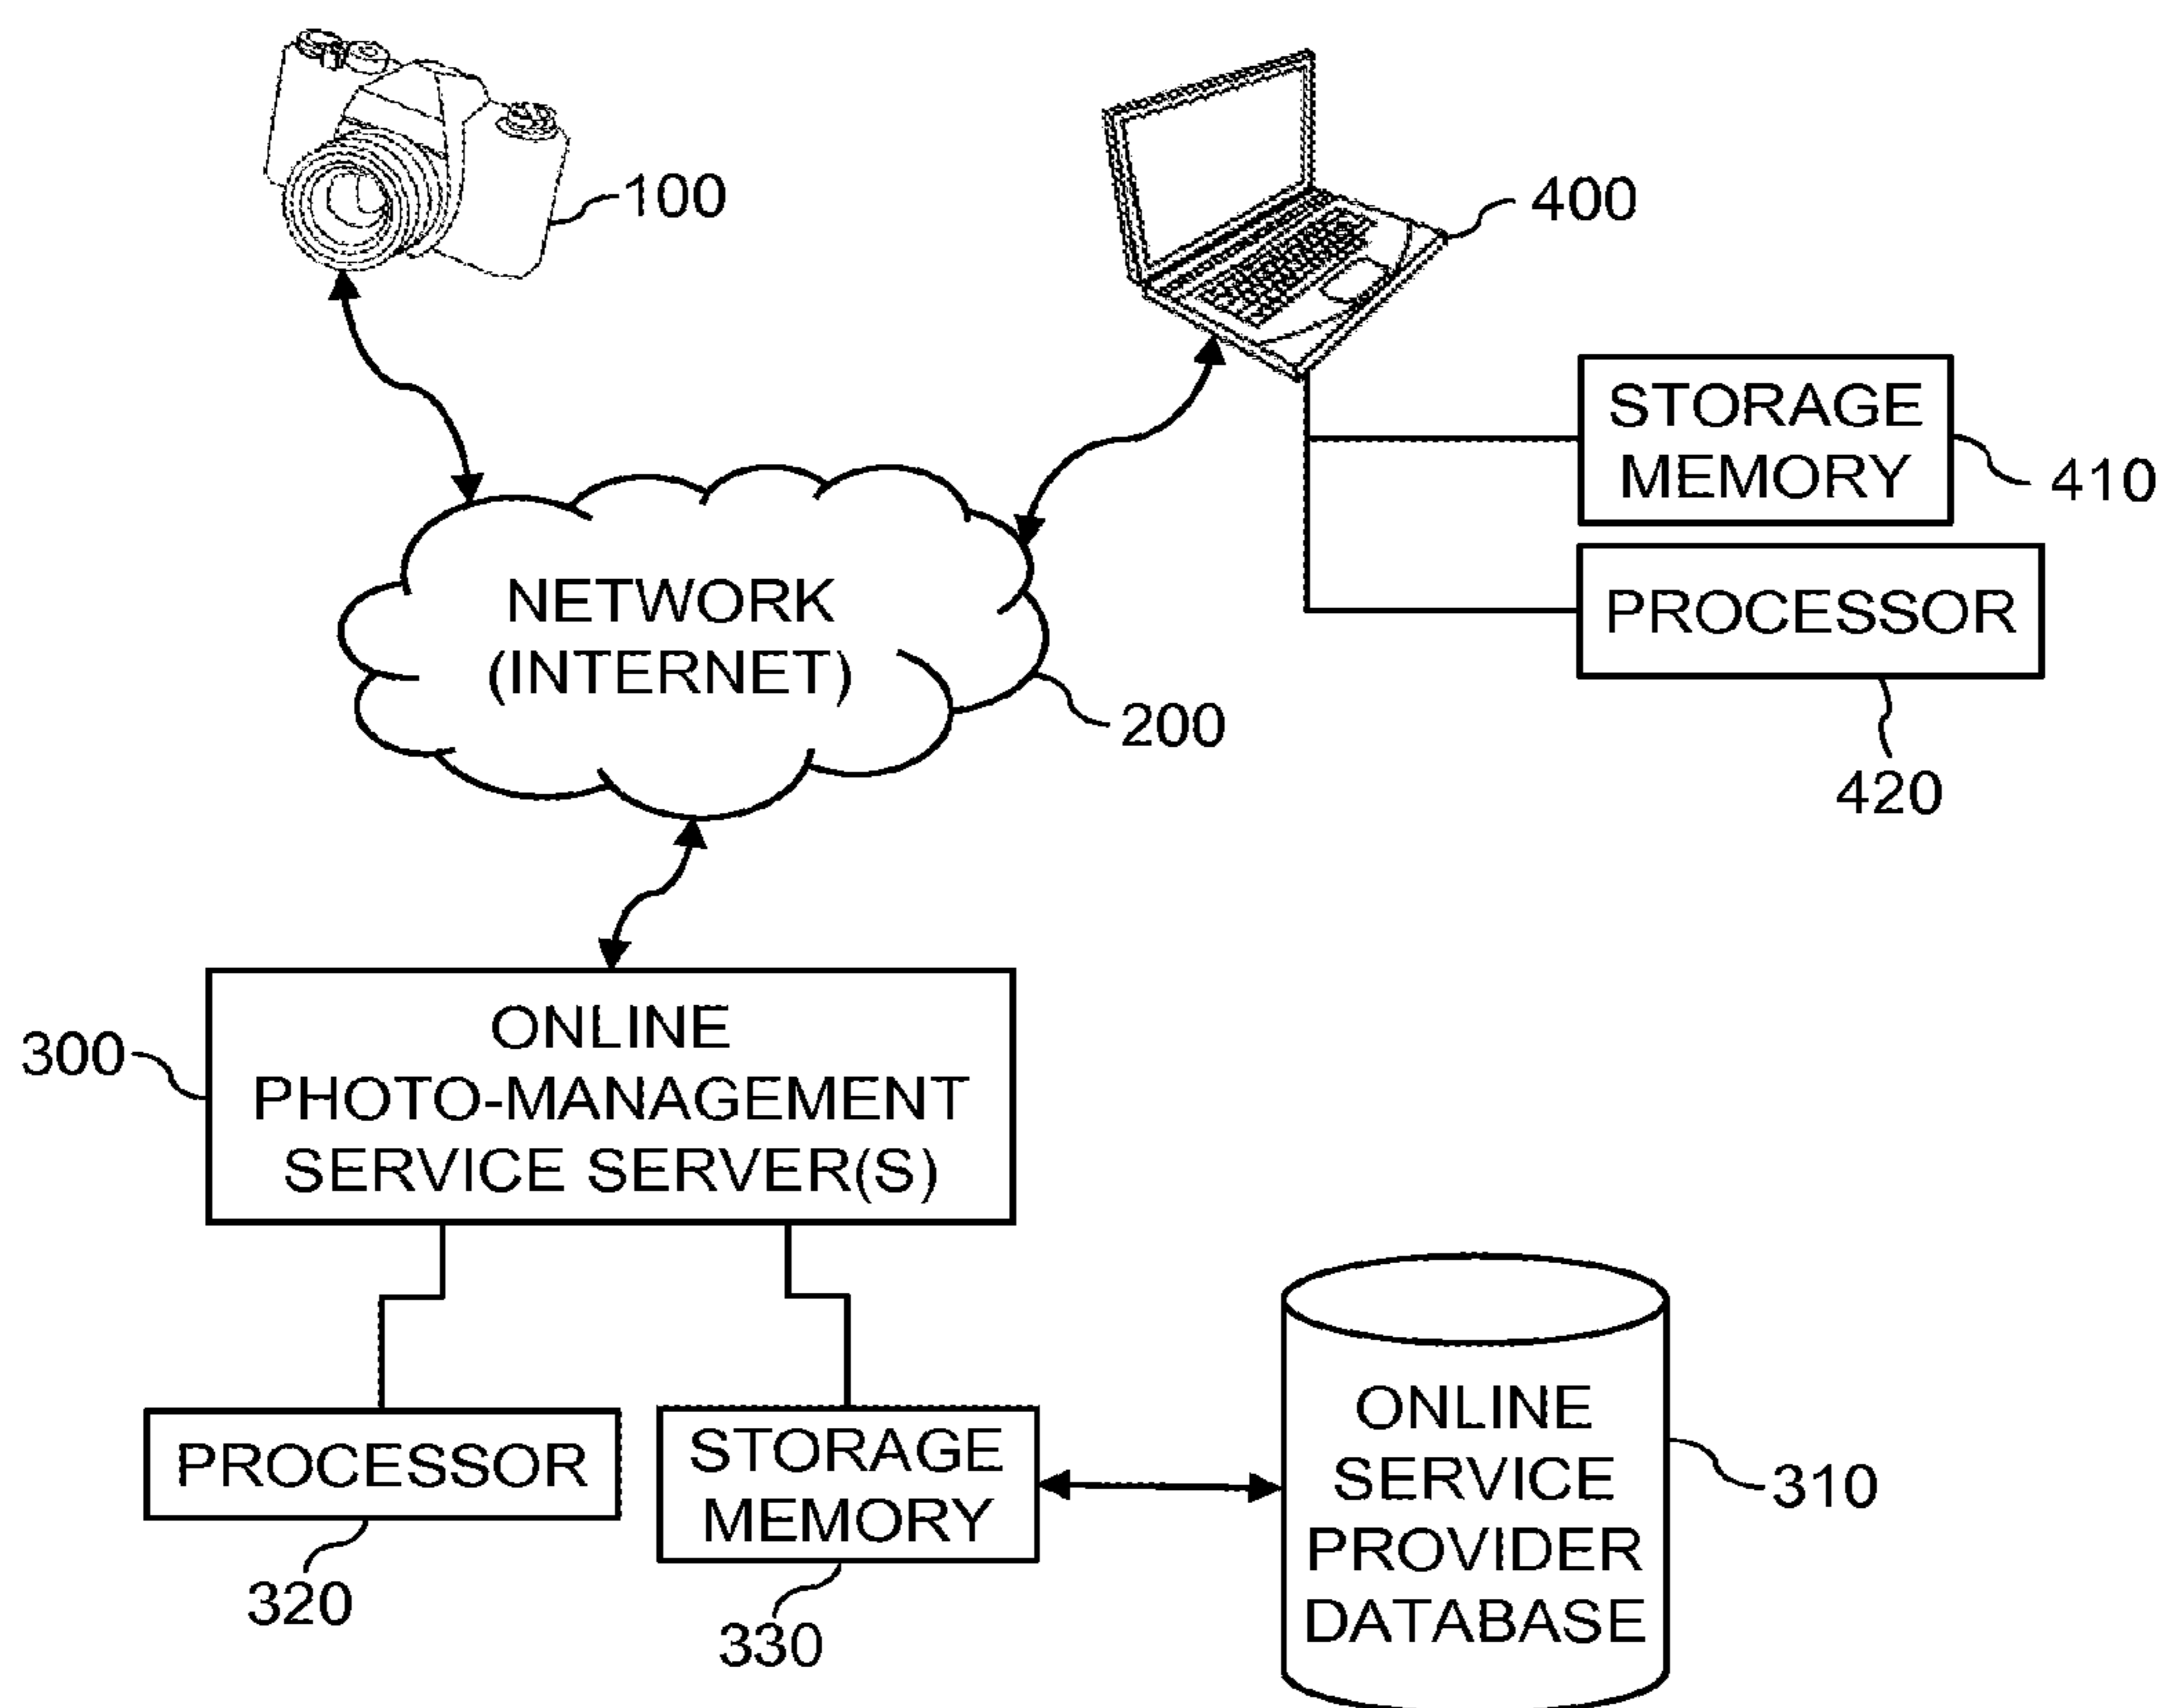 100
400
STORAGE
MEMORY
410
PROCESSOR
420
NETWORK
(INTERNET)
200
300
ONLINE
PHOTO-MANAGEMENT
SERVICE SERVER(S)
PROCESSOR
320
STORAGE
MEMORY
330
ONLINE
SERVICE
PROVIDER
DATABASE
310